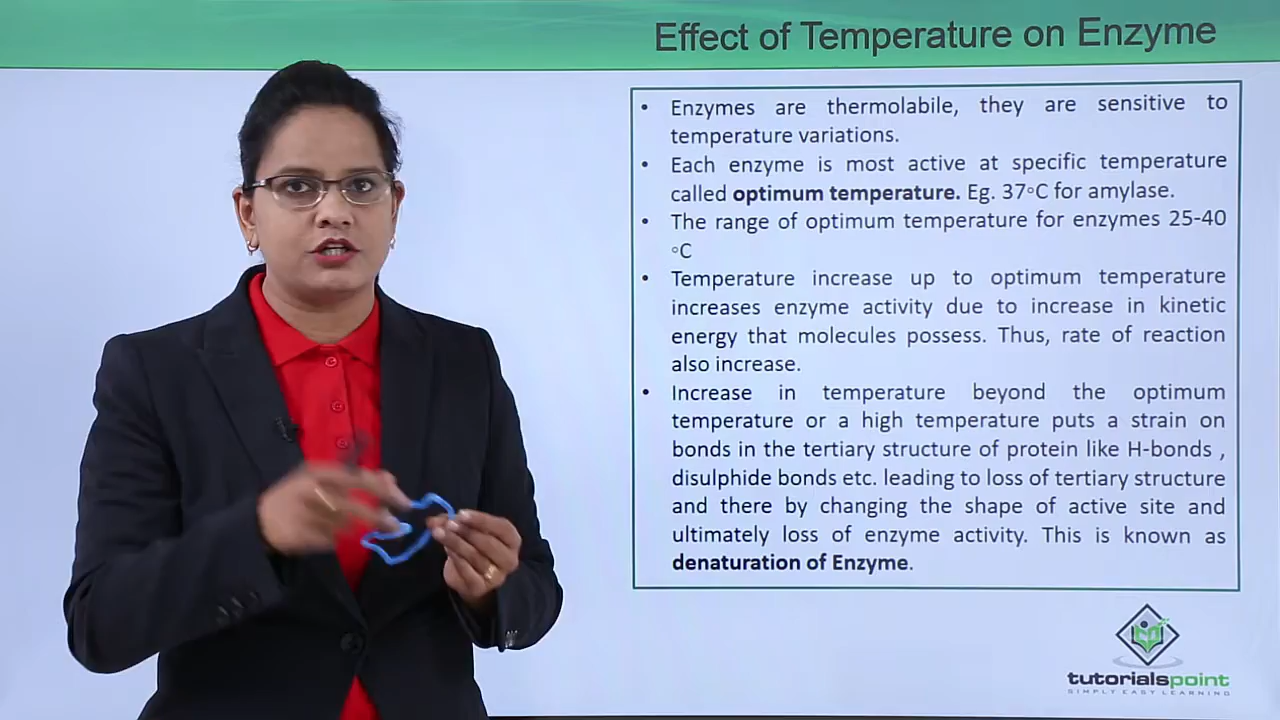 Effect of Temperature on Enzyme
• Enzymes are thermolabile, they are sensitive to
temperature variations.
• Each enzyme is most active at specific temperature
called optimum temperature. Eg. 37°C for amylase.
• The range of optimum temperature for enzymes 25-40
°C
• Temperature increase up to optimum temperature
increases enzyme activity due to increase in kinetic
energy that molecules possess. Thus, rate of reaction
also increase.
• Increase in temperature beyond the optimum
temperature or a high temperature puts a strain on
bonds in the tertiary structure of protein like H-bonds ,
disulphide bonds etc. leading to loss of tertiary structure
and there by changing the shape of active site and
ultimately loss of enzyme activity. This is known as
denaturation of Enzyme.
tutorialspoint
SIMPLY EASY LEARNING